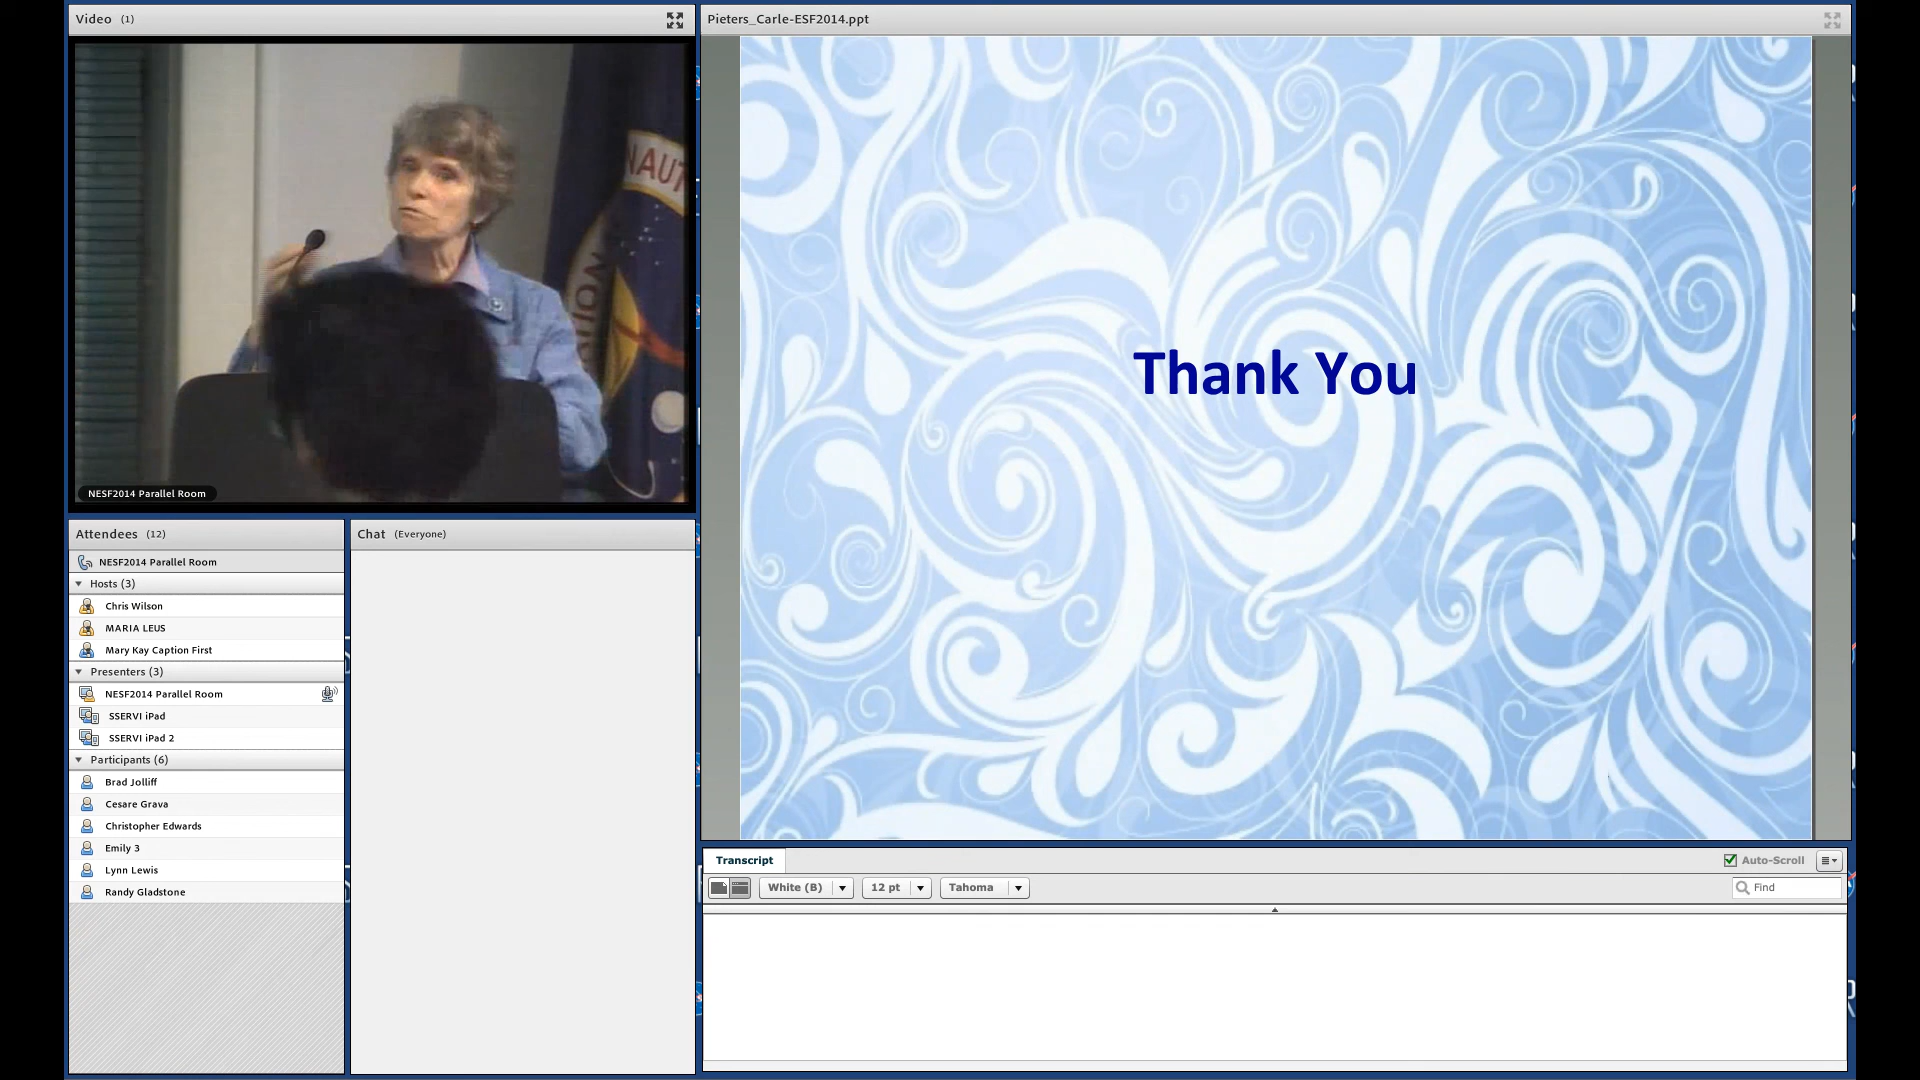 Video (1)
NAUT
ION
NESF2014 Parallel Room
Pieters_Carle-ESF2014.ppt
Thank You
Attendees (12)
NESF2014 Parallel Room
Hosts (3)
Chris Wilson
MARIA LEUS
Mary Kay Caption First
Presenters (3)
NESF2014 Parallel Room
SSERVI iPad
SSERVI iPad 2
Participants (6)
Brad Jolliff
Cesare Grava
Christopher Edwards
Emily 3
Lynn Lewis
Randy Gladstone
Chat (Everyone)
Transcript
Auto-Scroll
White (B)
12 pt
Tahoma
Find